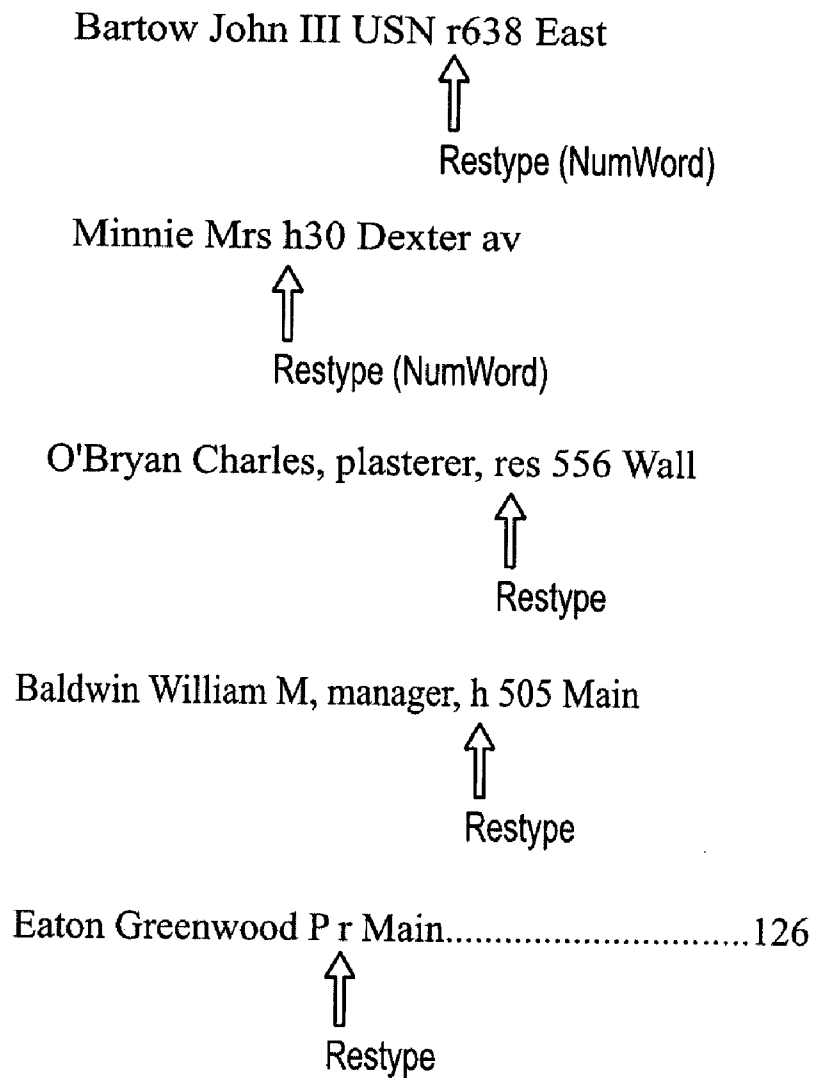 Bartow John III USN r638 East
Restype (NumWord)
Minnie Mrs h30 Dexter av
Restype (NumWord)
O'Bryan Charles, plasterer, res 556 Wall
Restype
Baldwin William M, manager, h 505 Main
Restype
Eaton Greenwood P r Main...............................126
Restype